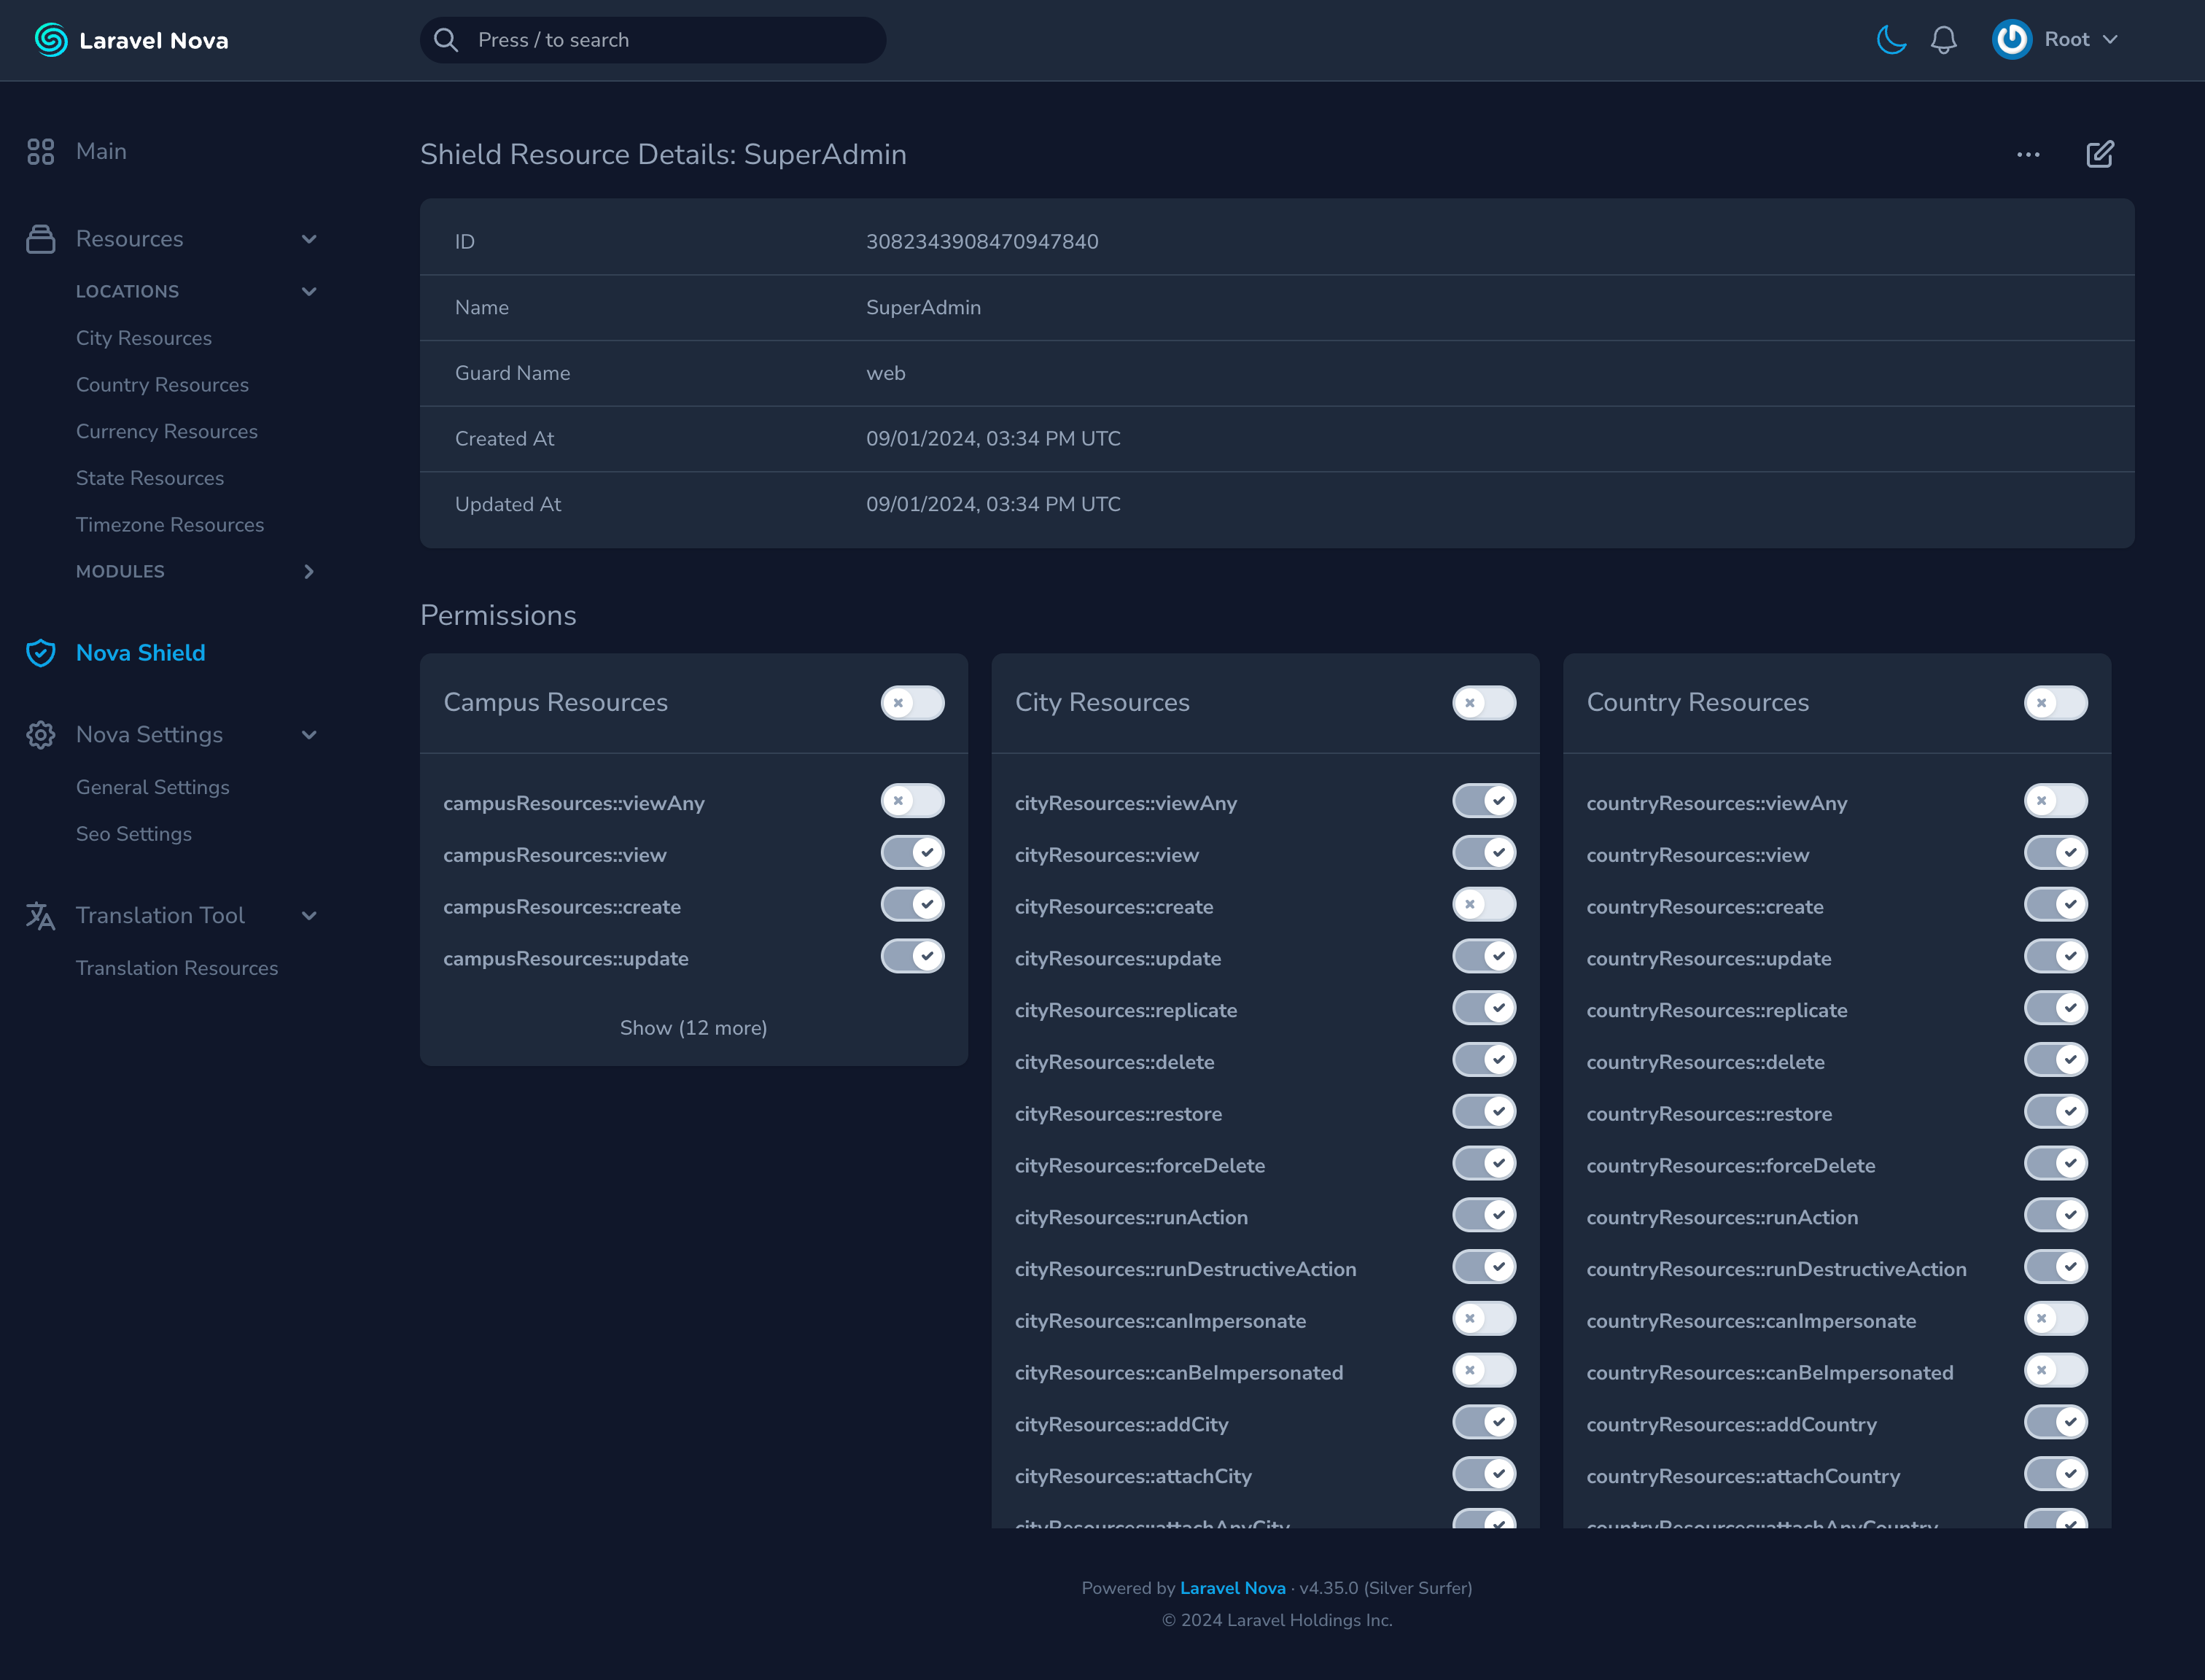 Laravel Nova
Press / to search
Root
Main
Resources
LOCATIONS
City Resources
Country Resources
Currency Resources
State Resources
Timezone Resources
MODULES
Nova Shield
Nova Settings
General Settings
Seo Settings
Translation Tool
Translation Resources
Shield Resource Details: SuperAdmin
ID 3082343908470947840
Name SuperAdmin
Guard Name web
Created At 09/01/2024, 03:34 PM UTC
Updated At 09/01/2024, 03:34 PM UTC
Permissions
Campus Resources
campusResources::viewAny
campusResources::view
campusResources::create
campusResources::update
Show (12 more)
City Resources
cityResources::viewAny
cityResources::view
cityResources::create
cityResources::update
cityResources::replicate
cityResources::delete
cityResources::restore
cityResources::forceDelete
cityResources::runAction
cityResources::runDestructiveAction
cityResources::canImpersonate
cityResources::canBeImpersonated
cityResources::addCity
cityResources::attachCity
cityResources::attachAnyCity
Country Resources
countryResources::viewAny
countryResources::view
countryResources::create
countryResources::update
countryResources::replicate
countryResources::delete
countryResources::restore
countryResources::forceDelete
countryResources::runAction
countryResources::runDestructiveAction
countryResources::canImpersonate
countryResources::canBeImpersonated
countryResources::addCountry
countryResources::attachCountry
countryResources::attachAnyCountry
Powered by Laravel Nova · v4.35.0 (Silver Surfer)
© 2024 Laravel Holdings Inc.